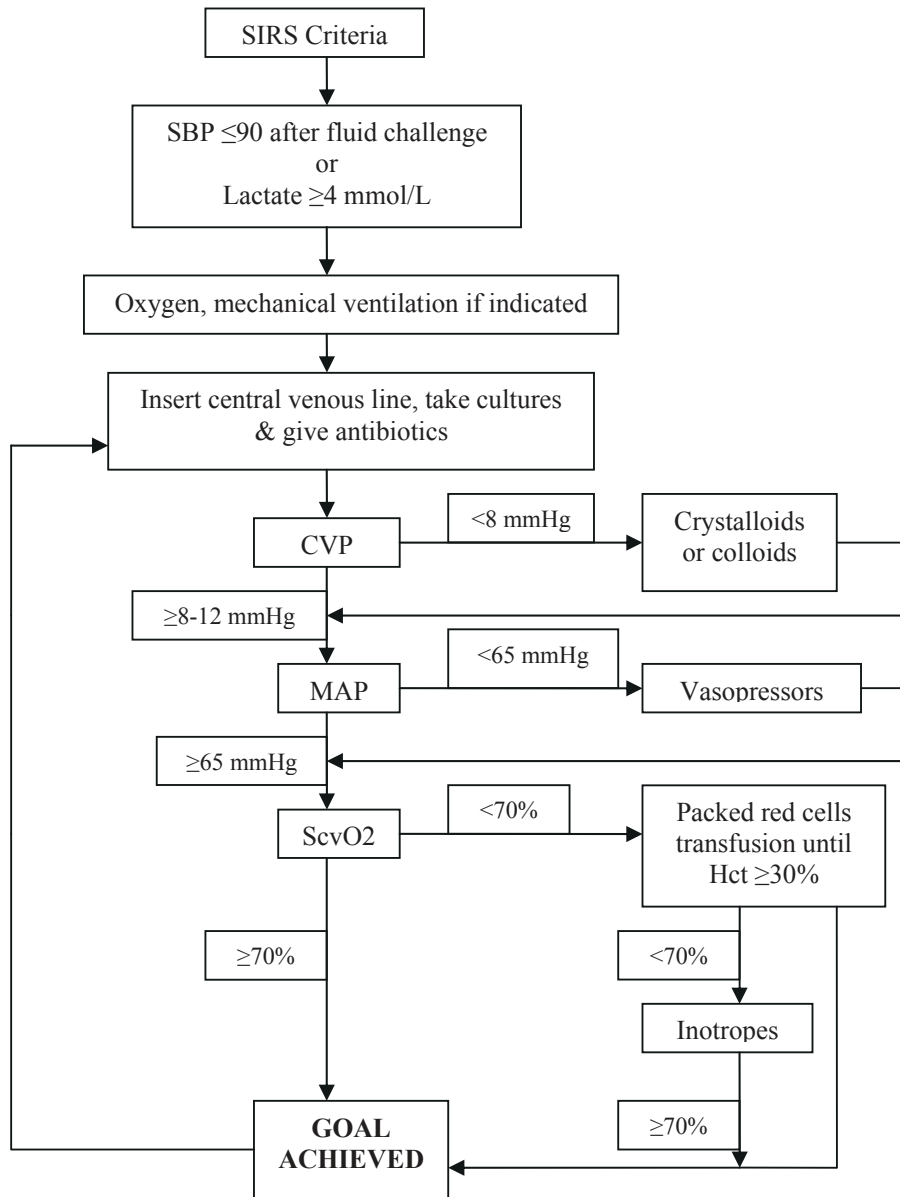 SIRS Criteria
SBP ≤90 after fluid challenge
or
Lactate ≥4 mmol/L
Oxygen, mechanical ventilation if indicated
Insert central venous line, take cultures
& give antibiotics
CVP
<8 mmHg
Crystalloids
or colloids
≥8-12 mmHg
MAP
<65 mmHg
Vasopressors
≥65 mmHg
ScvO2
<70%
Packed red cells
transfusion until
Hct ≥30%
≥70%
<70%
Inotropes
≥70%
GOAL
ACHIEVED